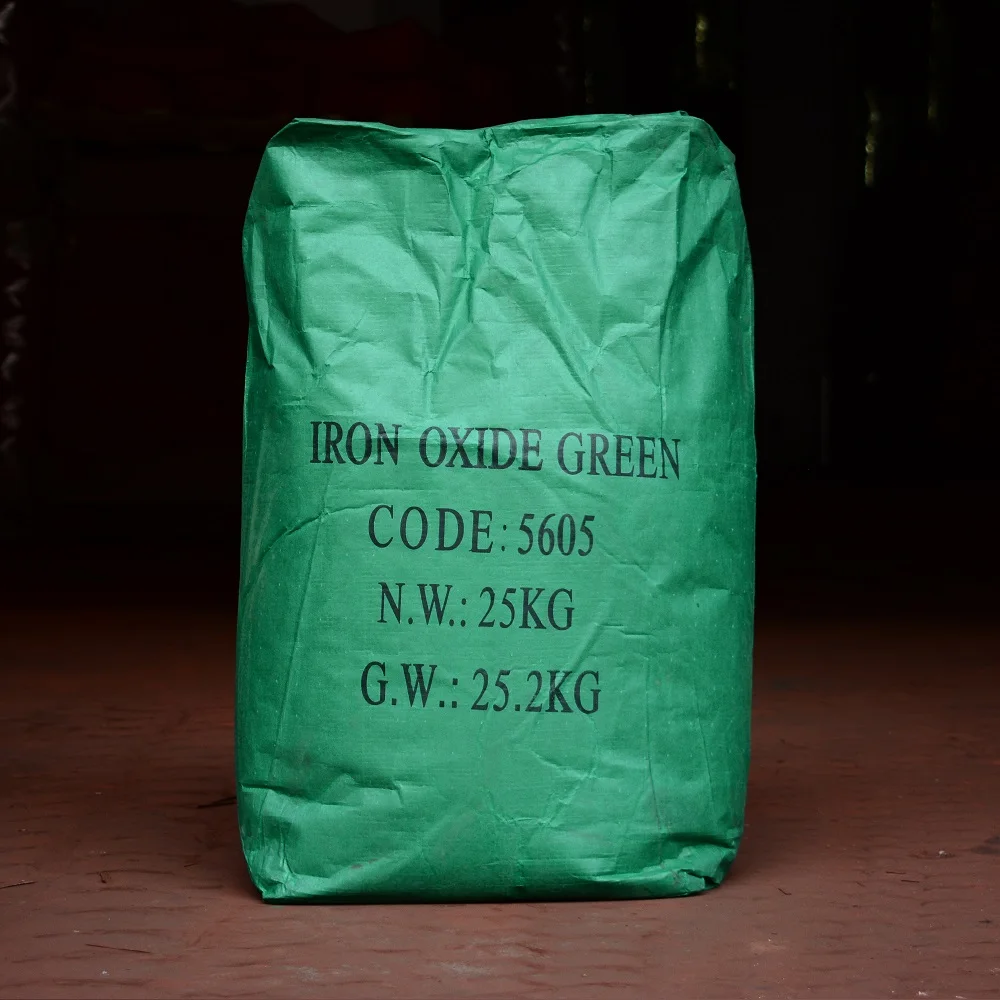 IRON OXIDE GREEN
CODE: 5605
N.W.: 25KG
G.W.: 25.2KG